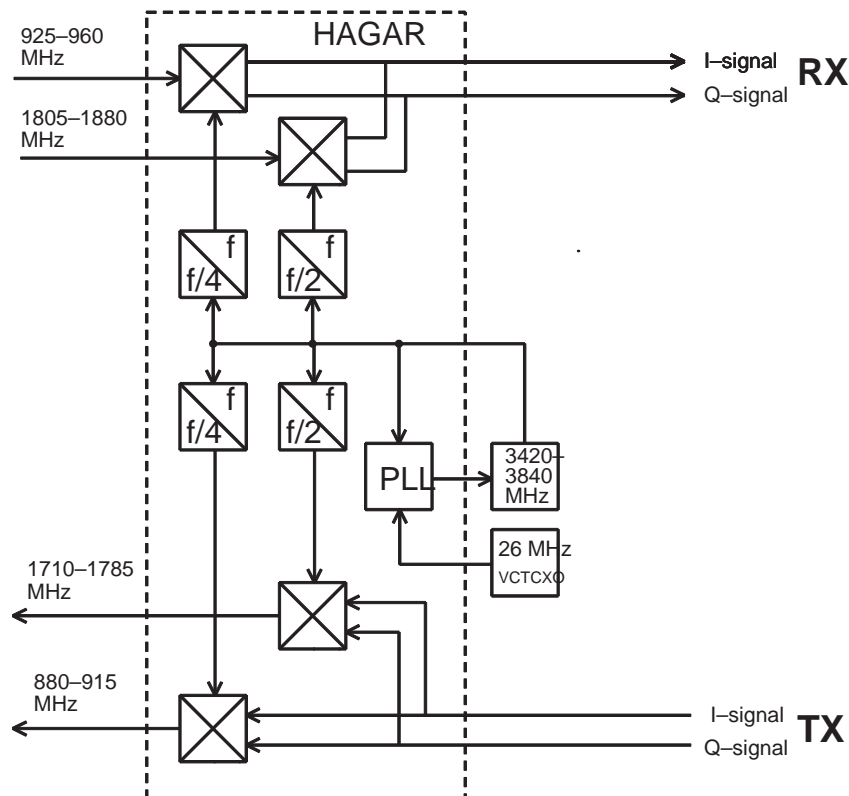 925–960
MHz
HAGAR
I–signal
RX
Q–signal
1805–1880
MHz
f
f/4
f
f/2
f
f/4
f
f/2
PLL
3420–
3840
MHz
26 MHz
VCTCXO
1710–1785
MHz
880–915
MHz
I–signal
TX
Q–signal